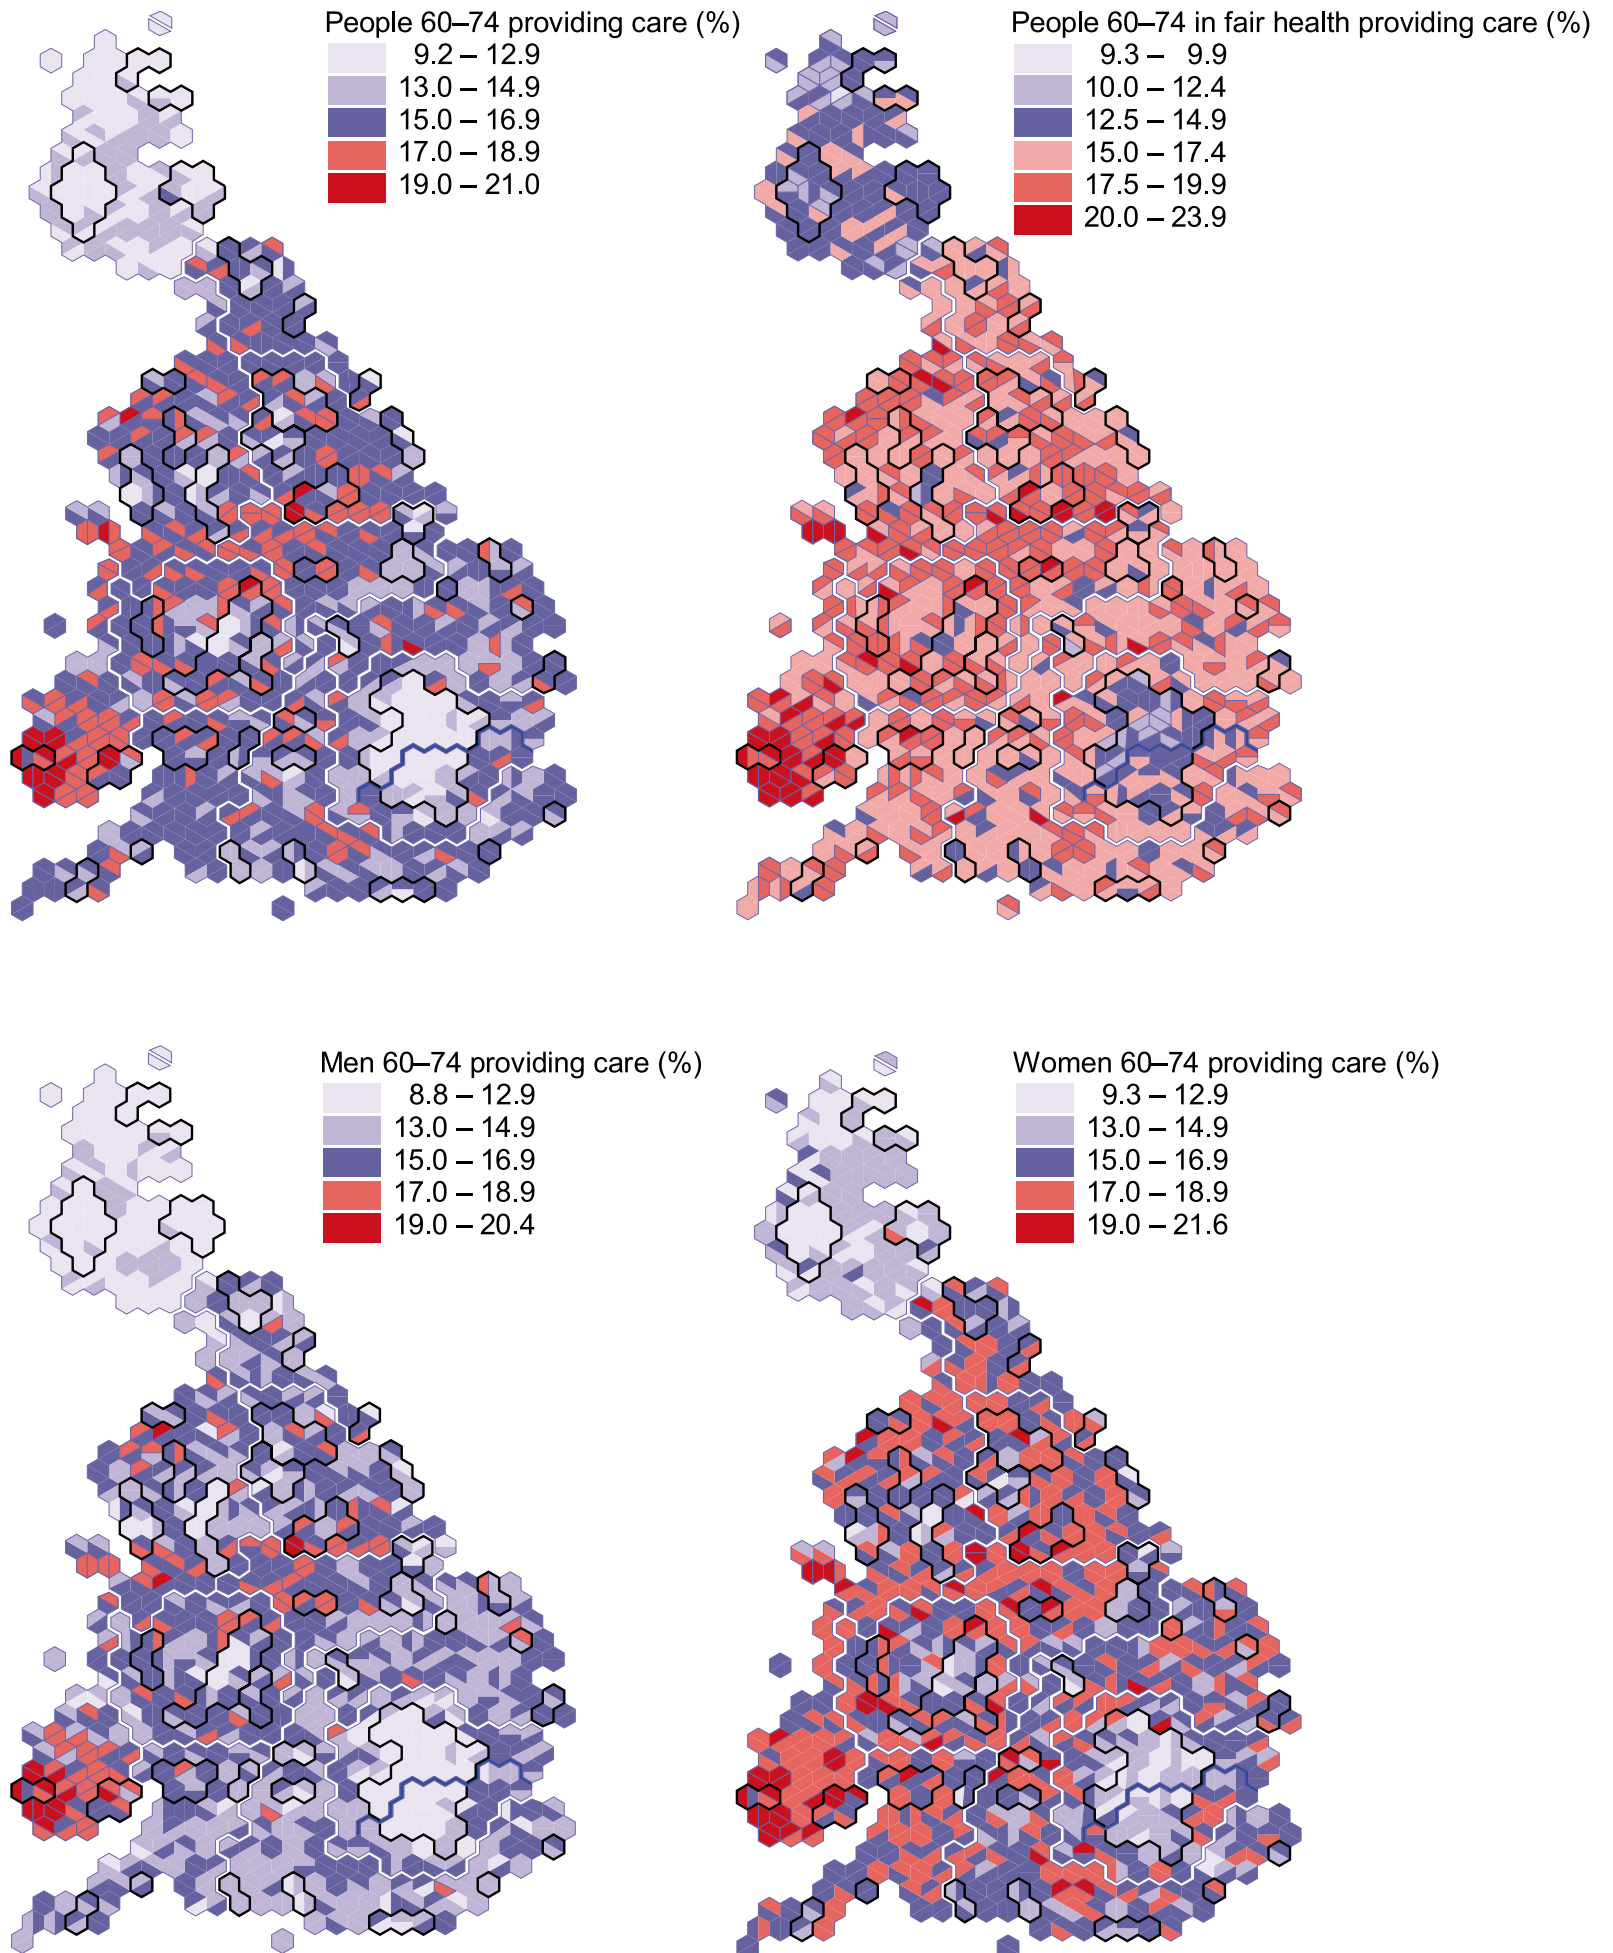 People 60–74 providing care (%)
9.2 – 12.9
13.0 – 14.9
15.0 – 16.9
17.0 – 18.9
19.0 – 21.0
People 60–74 in fair health providing care (%)
9.3 – 9.9
10.0 – 12.4
12.5 – 14.9
15.0 – 17.4
17.5 – 19.9
20.0 – 23.9
Men 60–74 providing care (%)
8.8 – 12.9
13.0 – 14.9
15.0 – 16.9
17.0 – 18.9
19.0 – 20.4
Women 60–74 providing care (%)
9.3 – 12.9
13.0 – 14.9
15.0 – 16.9
17.0 – 18.9
19.0 – 21.6